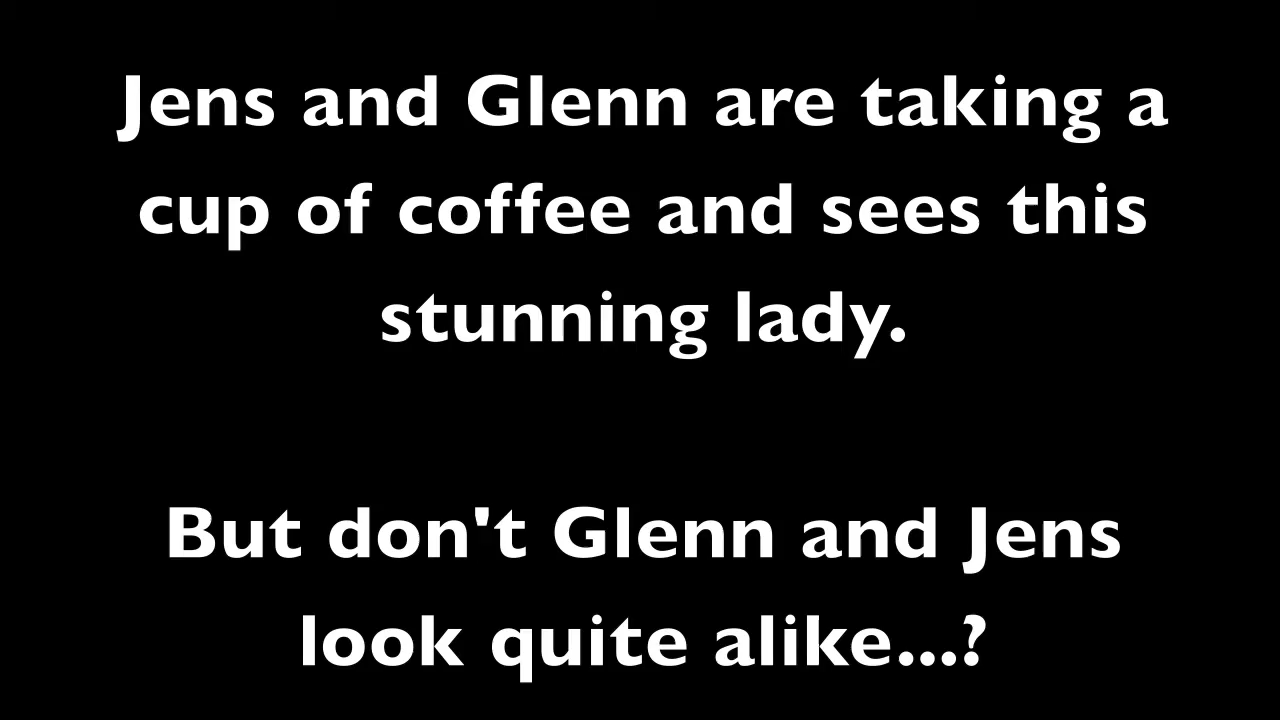 Jens and Glenn are taking a
cup of coffee and sees this
stunning lady.
But don't Glenn and Jens
look quite alike...?